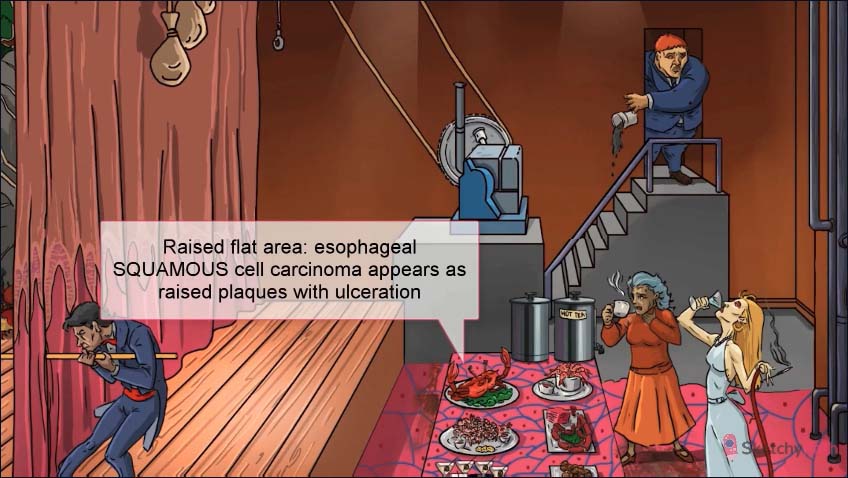 Raised flat area: esophageal
SQUAMOUS cell carcinoma appears as
raised plaques with ulceration
HOT TEA
Sketchy